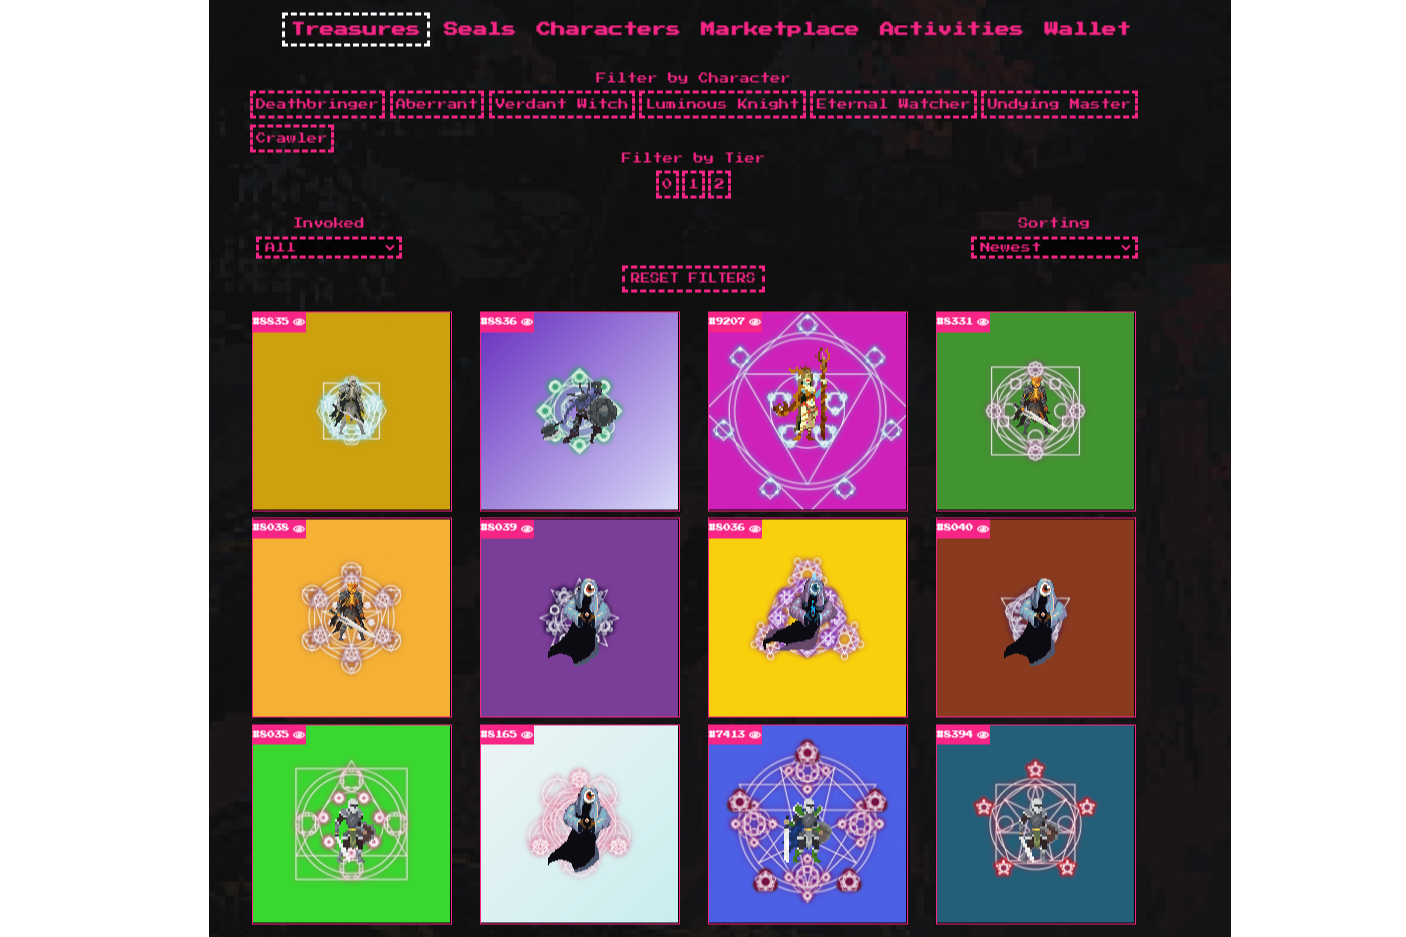 Treasures Seals Characters Marketplace Activities Wallet
Filter by Character
Deathbringer Aberrant Verdant Witch Luminous Knight Eternal Watcher Undying Master
Crawler
Filter by Tier
0 1 2
Invoked Sorting
All Newest
RESET FILTERS
#8835 #8836 #9207 #8331
#8038 #8039 #8036 #8040
#8035 #8165 #7413 #8394